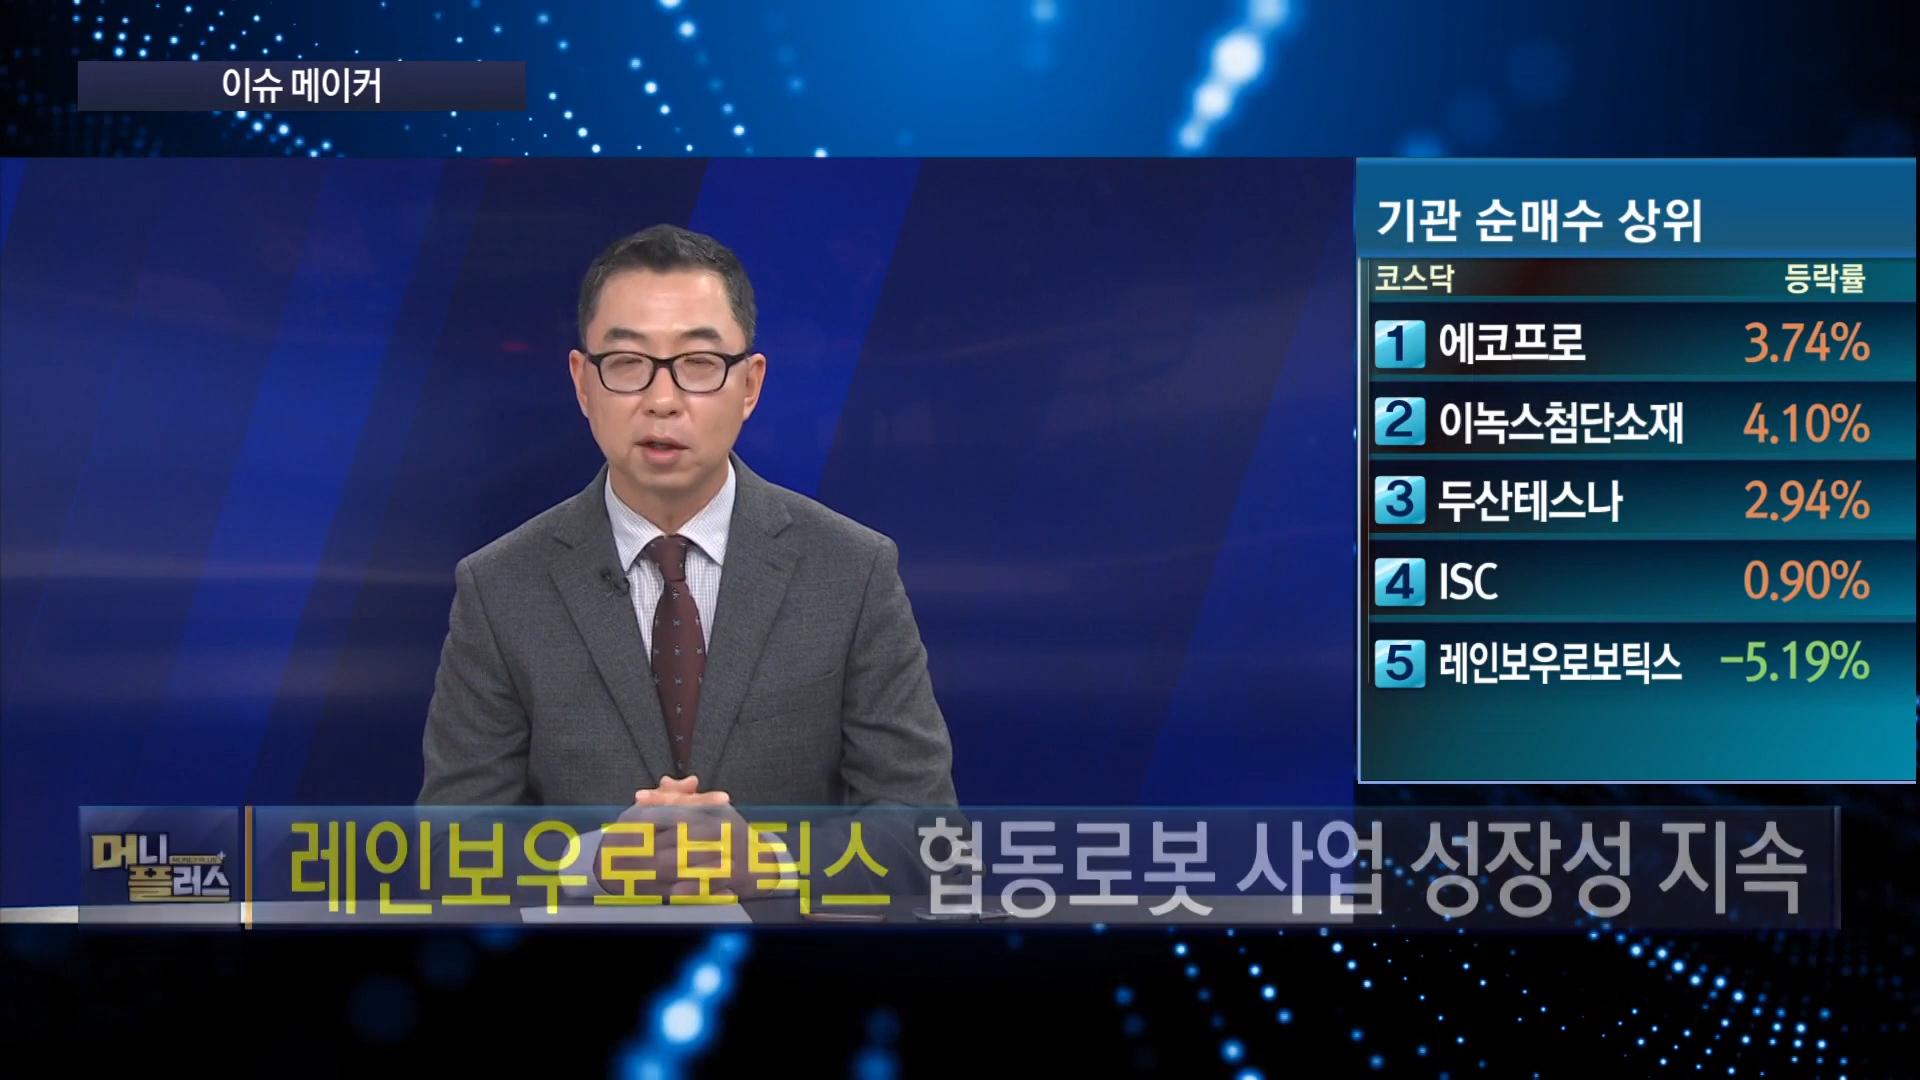 이슈 메이커
기관 순매수 상위
코스닥 등락률
1 에코프로 3.74%
2 이녹스첨단소재 4.10%
3 두산테스나 2.94%
4 ISC 0.90%
5 레인보우로보틱스 -5.19%
머니
MONEYPLUS
플러스
레인보우로보틱스 협동로봇 사업 성장성 지속